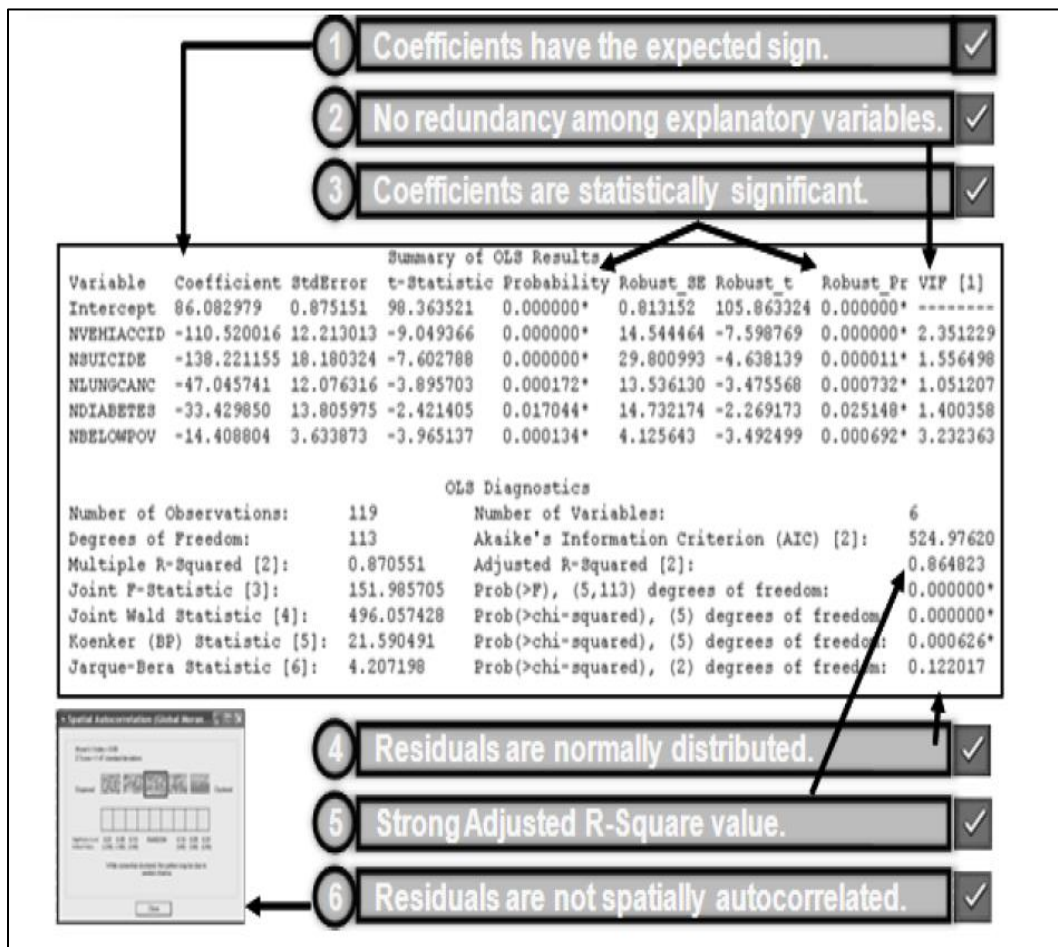 1 Coefficients have the expected sign.
2 No redundancy among explanatory variables.
3 Coefficients are statistically significant.
Summary of OLS Results
Variable Coefficient StdError t-Statistic Probability Robust_SE Robust_t Robust_Pr VIF [1]
Intercept 86.082979 0.875151 98.363521 0.000000* 0.813152 105.863324 0.000000* --------
NVEHIACCID -110.520016 12.213013 -9.049366 0.000000* 14.544464 -7.598769 0.000000* 2.351229
NSUICIDE -138.221155 18.180324 -7.602788 0.000000* 29.800993 -4.638139 0.000011* 1.556498
NLUNGCANC -47.045741 12.076316 -3.895703 0.000172* 13.536130 -3.475568 0.000732* 1.051207
NDIABETES -33.429850 13.805975 -2.421405 0.017044* 14.732174 -2.269173 0.025148* 1.400358
NBELOWPOV -14.408804 3.633873 -3.965137 0.000134* 4.125643 -3.492499 0.000692* 3.232363
OLS Diagnostics
Number of Observations: 119 Number of Variables: 6
Degrees of Freedom: 113 Akaike's Information Criterion (AIC) [2]: 524.97620
Multiple R-Squared [2]: 0.870551 Adjusted R-Squared [2]: 0.864823
Joint F-Statistic [3]: 151.985705 Prob(>F), (5,113) degrees of freedom: 0.000000*
Joint Wald Statistic [4]: 496.057428 Prob(>chi-squared), (5) degrees of freedom: 0.000000*
Koenker (BP) Statistic [5]: 21.590491 Prob(>chi-squared), (5) degrees of freedom: 0.000626*
Jarque-Bera Statistic [6]: 4.207198 Prob(>chi-squared), (2) degrees of freedom: 0.122017
Spatial Autocorrelation (Global
4 Residuals are normally distributed.
5 Strong Adjusted R-Square value.
6 Residuals are not spatially autocorrelated.